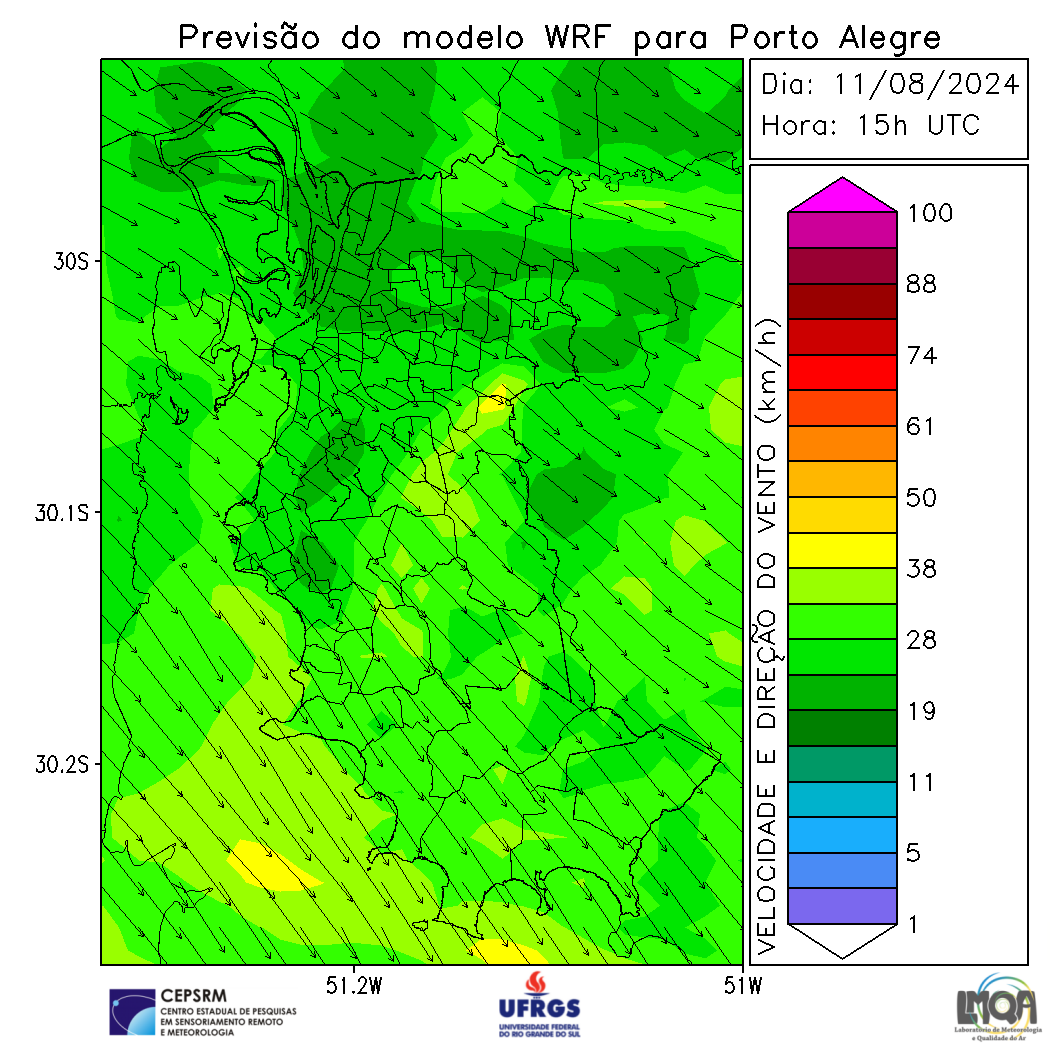 Previsão do modelo WRF para Porto Alegre
Dia: 11/08/2024
Hora: 15h UTC
30S
30.1S
30.2S
51.2W
51W
VELOCIDADE E DIREÇÃO DO VENTO (km/h)
100
88
74
61
50
38
28
19
11
5
1
CEPSRM
CENTRO ESTADUAL DE PESQUISAS
EM SENSORIAMENTO REMOTO
E METEOROLOGIA
UFRGS
UNIVERSIDADE FEDERAL
DO RIO GRANDE DO SUL
LMQA
Laboratório de Meteorologia
e Qualidade do Ar